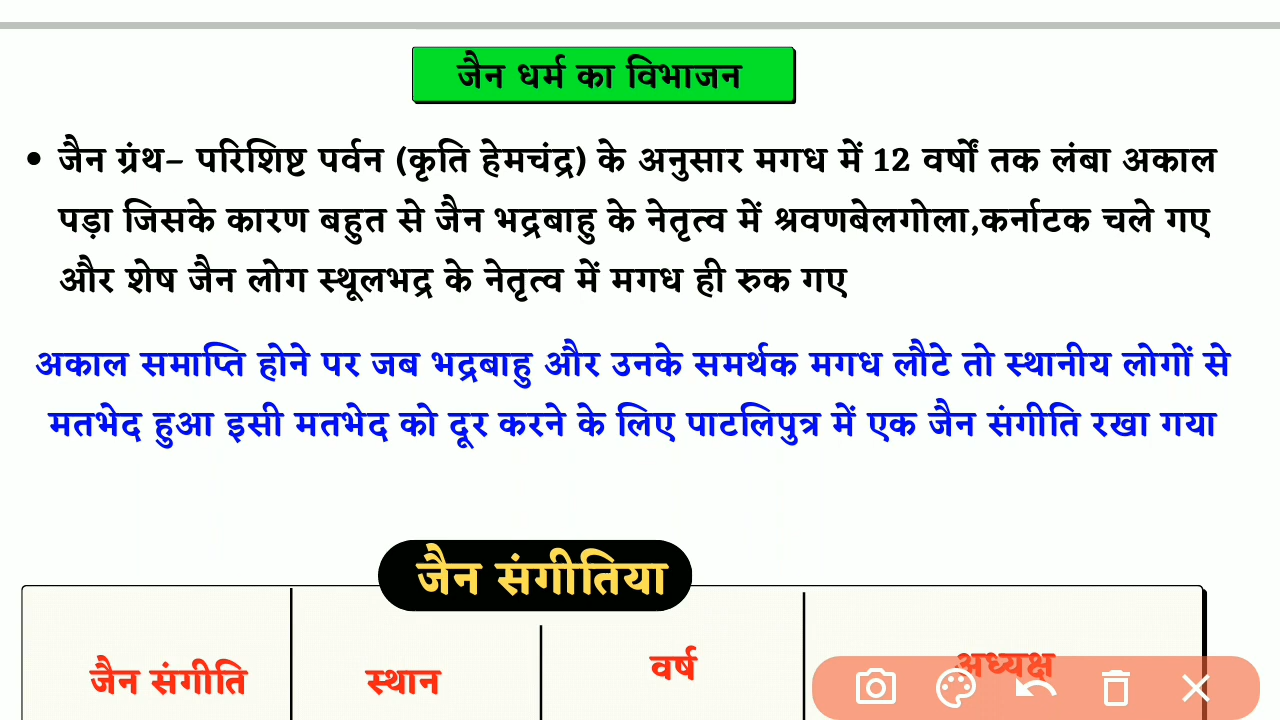 जैन धर्म का विभाजन
• जैन ग्रंथ– परिशिष्ट पर्वन (कृति हेमचंद्र) के अनुसार मगध में 12 वर्षों तक लंबा अकाल
पड़ा जिसके कारण बहुत से जैन भद्रबाहु के नेतृत्व में श्रवणबेलगोला,कर्नाटक चले गए
और शेष जैन लोग स्थूलभद्र के नेतृत्व में मगध ही रुक गए
अकाल समाप्ति होने पर जब भद्रबाहु और उनके समर्थक मगध लौटे तो स्थानीय लोगों से
मतभेद हुआ इसी मतभेद को दूर करने के लिए पाटलिपुत्र में एक जैन संगीति रखा गया
जैन संगीतिया
जैन संगीति स्थान वर्ष अध्यक्ष